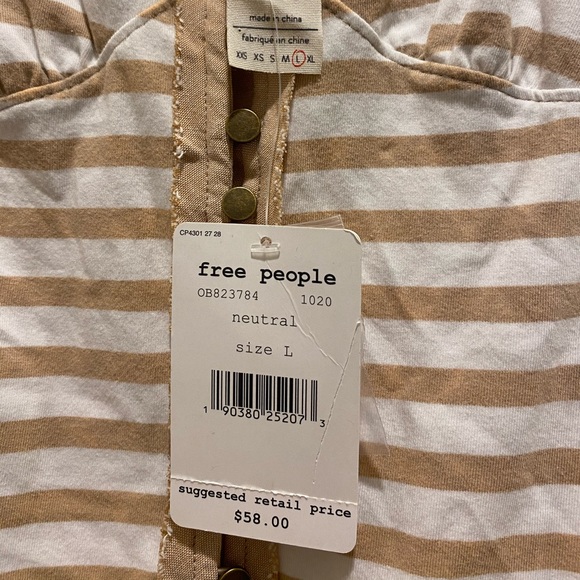 made in china
fabriqué en chine
XXS XS S M L XL
CP4301 27 28
free people
OB823784 1020
neutral
size L
1 90380 25207 3
suggested retail price
$58.00